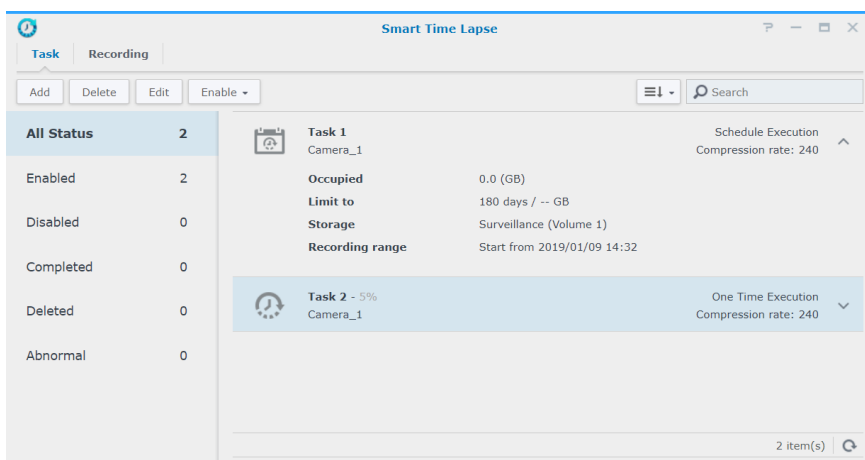 Smart Time Lapse
Task Recording
Add Delete Edit Enable Search
All Status 2
Enabled 2
Disabled 0
Completed 0
Deleted 0
Abnormal 0
Task 1 Schedule Execution
Camera_1 Compression rate: 240
Occupied 0.0 (GB)
Limit to 180 days / -- GB
Storage Surveillance (Volume 1)
Recording range Start from 2019/01/09 14:32
Task 2 - 5% One Time Execution
Camera_1 Compression rate: 240
2 item(s)